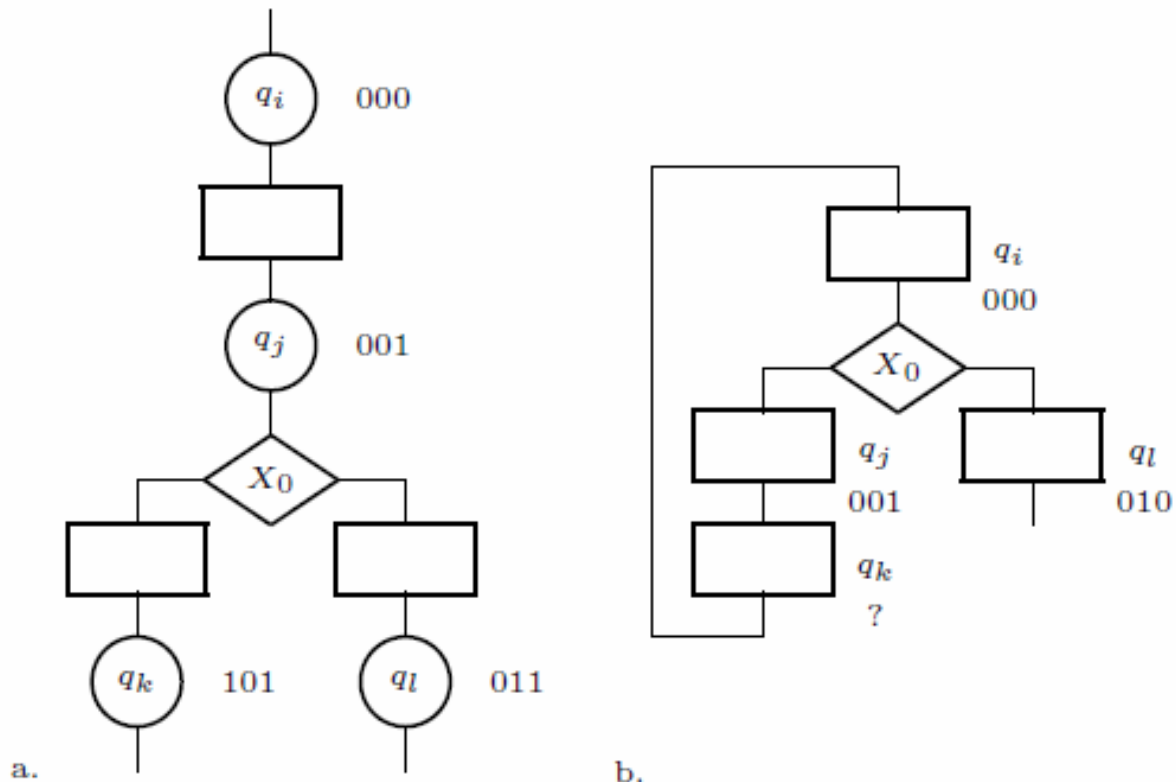 q_i 000
q_j 001
X_0
q_k 101
q_l 011
a.
q_i
000
X_0
q_j
001
q_l
010
q_k
?
b.